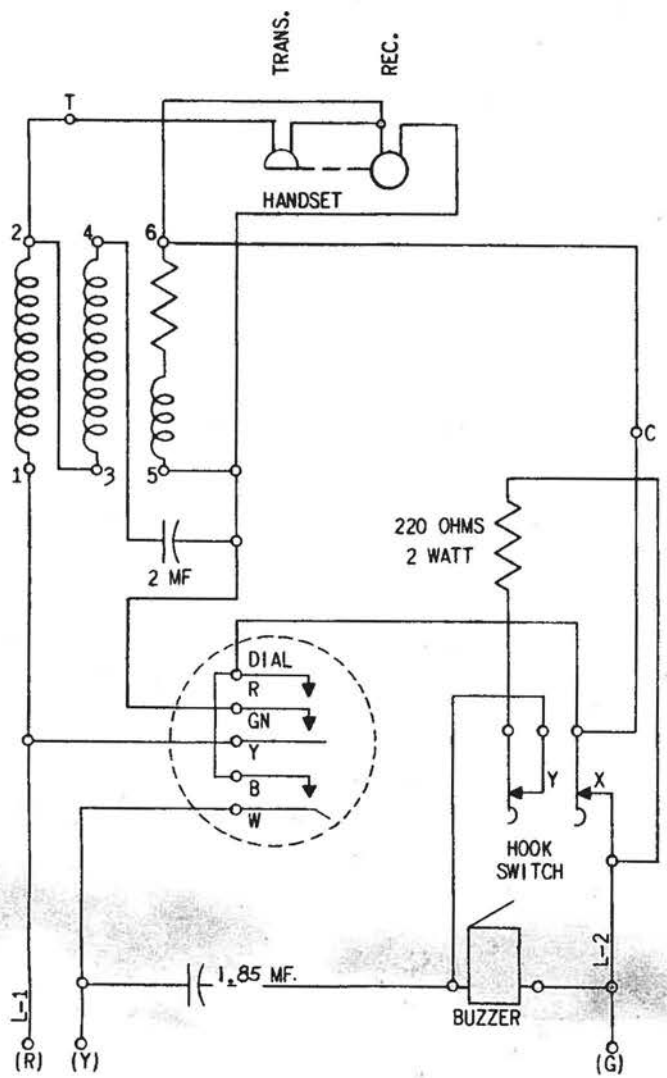 TRANS.
REC.
T
HANDSET
2
4
6
C
1
3
5
220 OHMS
2 WATT
2 MF
DIAL
R
GN
Y
B
W
Y
X
HOOK
SWITCH
L-1
1.85 MF.
L-2
BUZZER
(R)
(Y)
(G)